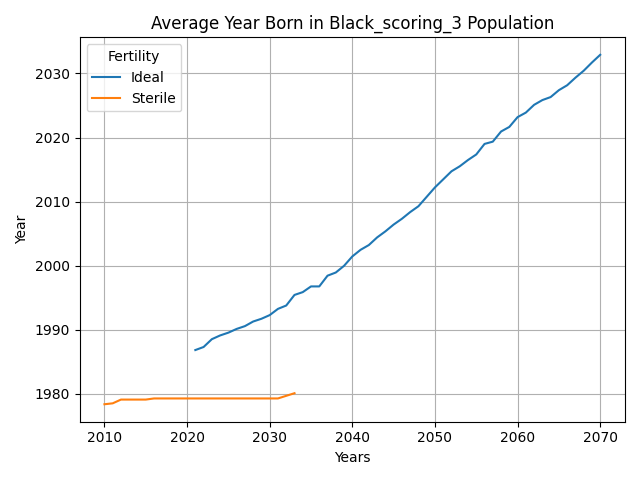 Average Year Born in Black_scoring_3 Population
Fertility
Ideal
Sterile
Year
2030
2020
2010
2000
1990
1980
2010
2020
2030
2040
2050
2060
2070
Years